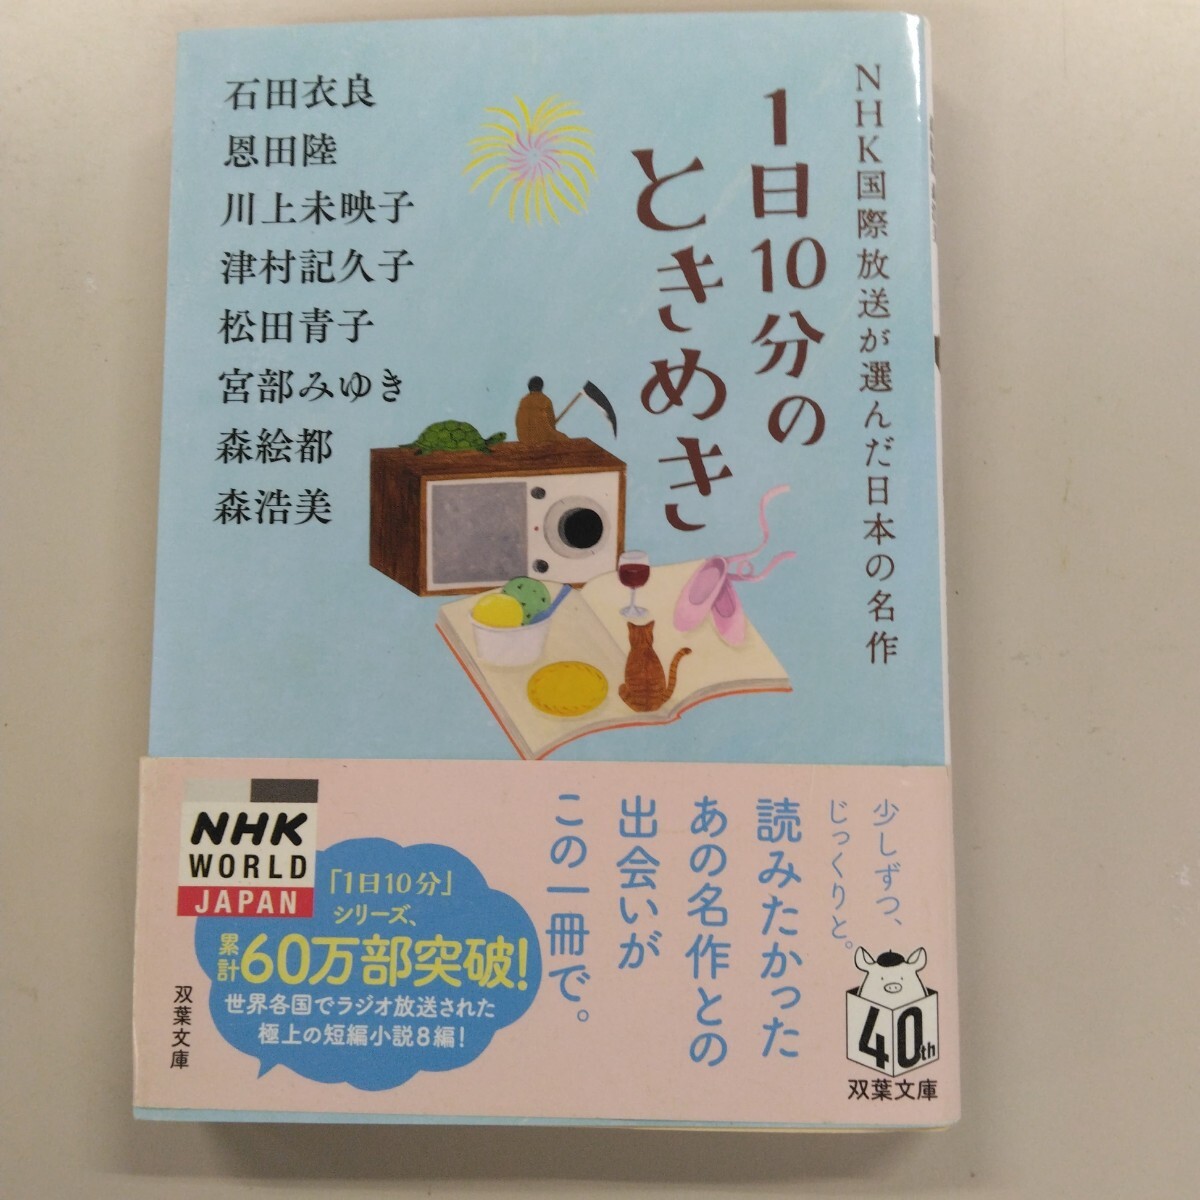 NHK国際放送が選んだ日本の名作
1日10分の
ときめき
石田衣良
恩田陸
川上未映子
津村記久子
松田青子
宮部みゆき
森絵都
森浩美
少しずつ、
じっくりと。
読みたかった
あの名作との
出会いが
この一冊で。
NHK
WORLD
JAPAN
「1日10分」
シリーズ、
累計60万部突破!
世界各国でラジオ放送された
極上の短編小説8編!
双葉文庫
40th
双葉文庫